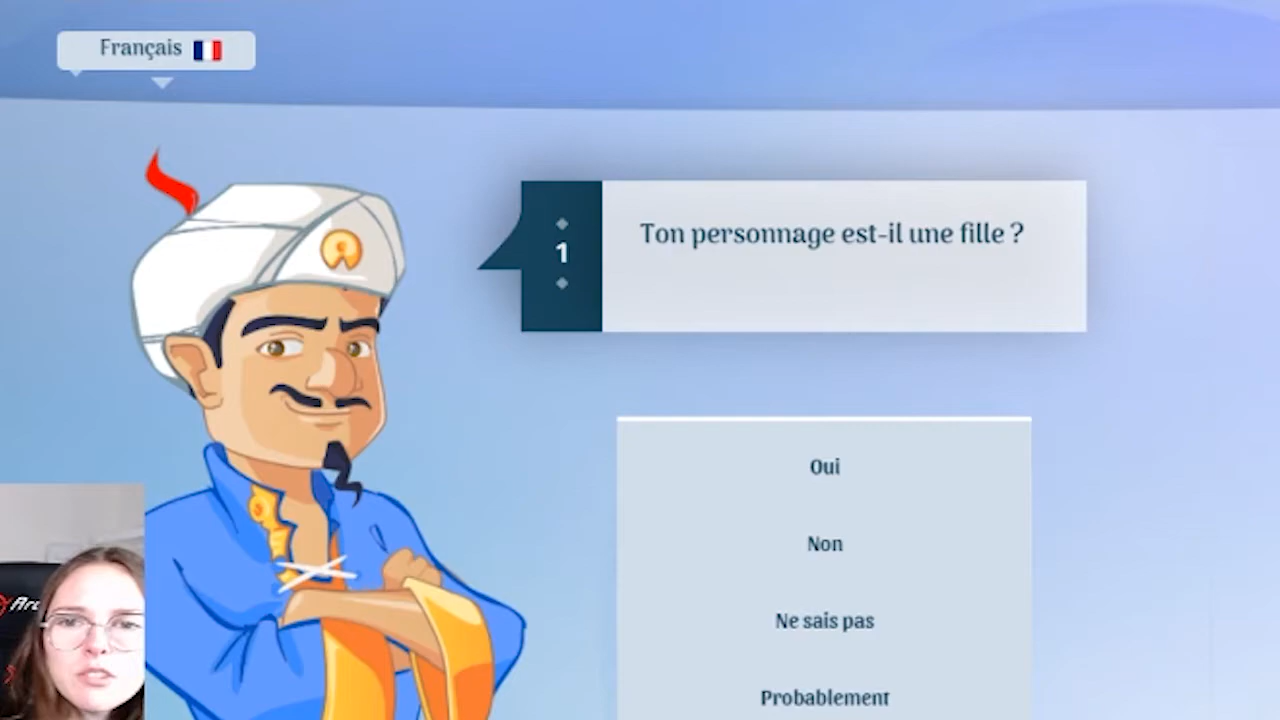 Français
1
Ton personnage est-il une fille ?
Oui
Non
Ne sais pas
Probablement